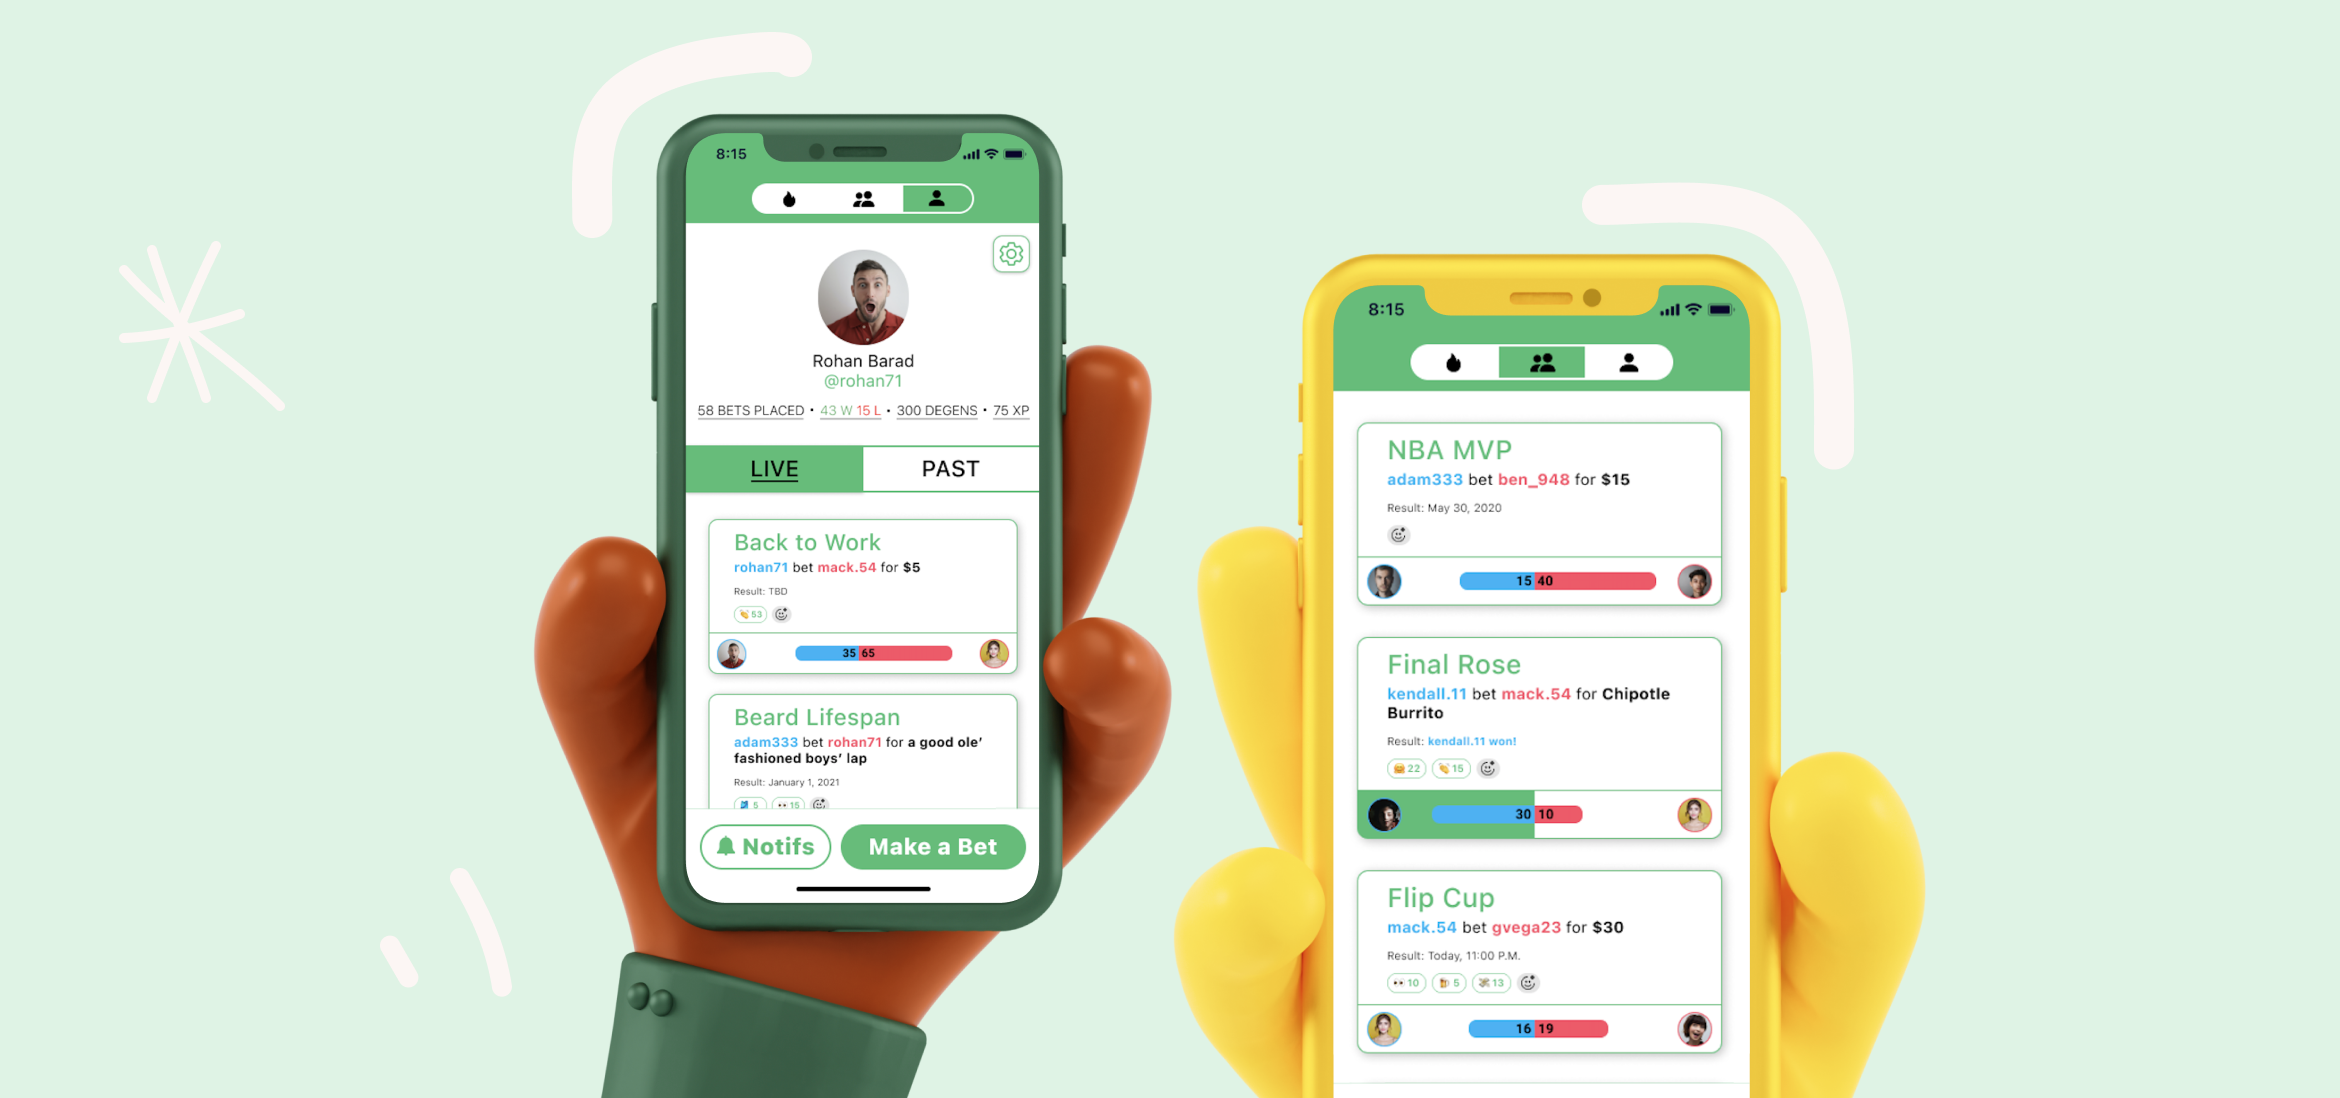 8:15
Rohan Barad
@rohan71
58 BETS PLACED • 43 W 15 L • 300 DEGENS • 75 XP
LIVE PAST
Back to Work
rohan71 bet mack.54 for $5
Result: TBD
53
35 65
Beard Lifespan
adam333 bet rohan71 for a good ole’
fashioned boys’ lap
Result: January 1, 2021
5 15
Notifs Make a Bet
8:15
NBA MVP
adam333 bet ben_948 for $15
Result: May 30, 2020
15 40
Final Rose
kendall.11 bet mack.54 for Chipotle
Burrito
Result: kendall.11 won!
22 15
30 10
Flip Cup
mack.54 bet gvega23 for $30
Result: Today, 11:00 P.M.
10 5 13
16 19